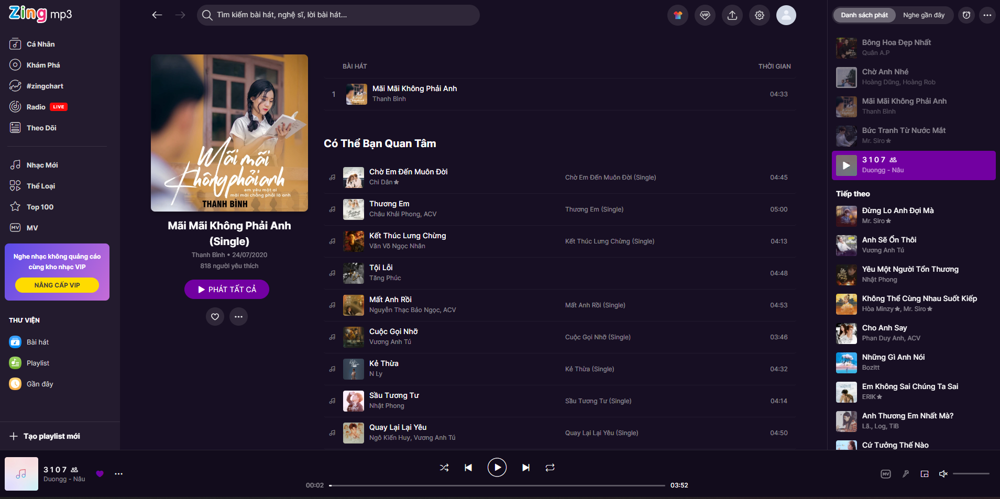 Zing mp3
Cá Nhân
Khám Phá
#zingchart
Radio LIVE
Theo Dõi
Nhạc Mới
Thể Loại
Top 100
MV
Nghe nhạc không quảng cáo
cùng kho nhạc VIP
NÂNG CẤP VIP
THƯ VIỆN
Bài hát
Playlist
Gần đây
Tạo playlist mới
Tìm kiếm bài hát, nghệ sĩ, lời bài hát...
VIP
Mãi mãi
không phải anh
em yêu một ai
mãi mãi chẳng phải là anh
THANH BÌNH
Mãi Mãi Không Phải Anh
(Single)
Thanh Bình • 24/07/2020
818 người yêu thích
PHÁT TẤT CẢ
BÀI HÁT THỜI GIAN
1 Mãi Mãi Không Phải Anh 04:33
Thanh Bình
Có Thể Bạn Quan Tâm
Chờ Em Đến Muôn Đời Chờ Em Đến Muôn Đời (Single) 04:45
Chi Dân
Thương Em Thương Em (Single) 05:00
Châu Khải Phong, ACV
Kết Thúc Lưng Chừng Kết Thúc Lưng Chừng (Single) 04:13
Văn Võ Ngọc Nhân
Tội Lỗi 04:48
Tăng Phúc
Mất Anh Rồi Mất Anh Rồi (Single) 04:53
Nguyễn Thạc Bảo Ngọc, ACV
Cuộc Gọi Nhỡ Cuộc Gọi Nhỡ (Single) 03:46
Vương Anh Tú
Kẻ Thừa Kẻ Thừa (Single) 04:32
N Ly
Sầu Tương Tư Sầu Tương Tư (Single) 04:14
Nhật Phong
Quay Lại Lại Yêu Quay Lại Lại Yêu (Single) 04:50
Ngô Kiến Huy, Vương Anh Tú
Danh sách phát Nghe gần đây
Bông Hoa Đẹp Nhất
Quân A.P
Chờ Anh Nhé
Hoàng Dũng, Hoàng Rob
Mãi Mãi Không Phải Anh
Thanh Bình
Bức Tranh Từ Nước Mắt
Mr. Siro
3 1 0 7
Duongg - Nâu
Tiếp theo
Đừng Lo Anh Đợi Mà
Mr. Siro
Anh Sẽ Ổn Thôi
Vương Anh Tú
Yêu Một Người Tổn Thương
Nhật Phong
Không Thể Cùng Nhau Suốt Kiếp
Hòa Minzy, Mr. Siro
Cho Anh Say
Phan Duy Anh, ACV
Những Gì Anh Nói
Bozitt
Em Không Sai Chúng Ta Sai
ERIK
Anh Thương Em Nhất Mà?
Lã., Log, TiB
Cứ Tưởng Thế Nào
3 1 0 7
Duongg - Nâu
00:02 03:52
MV